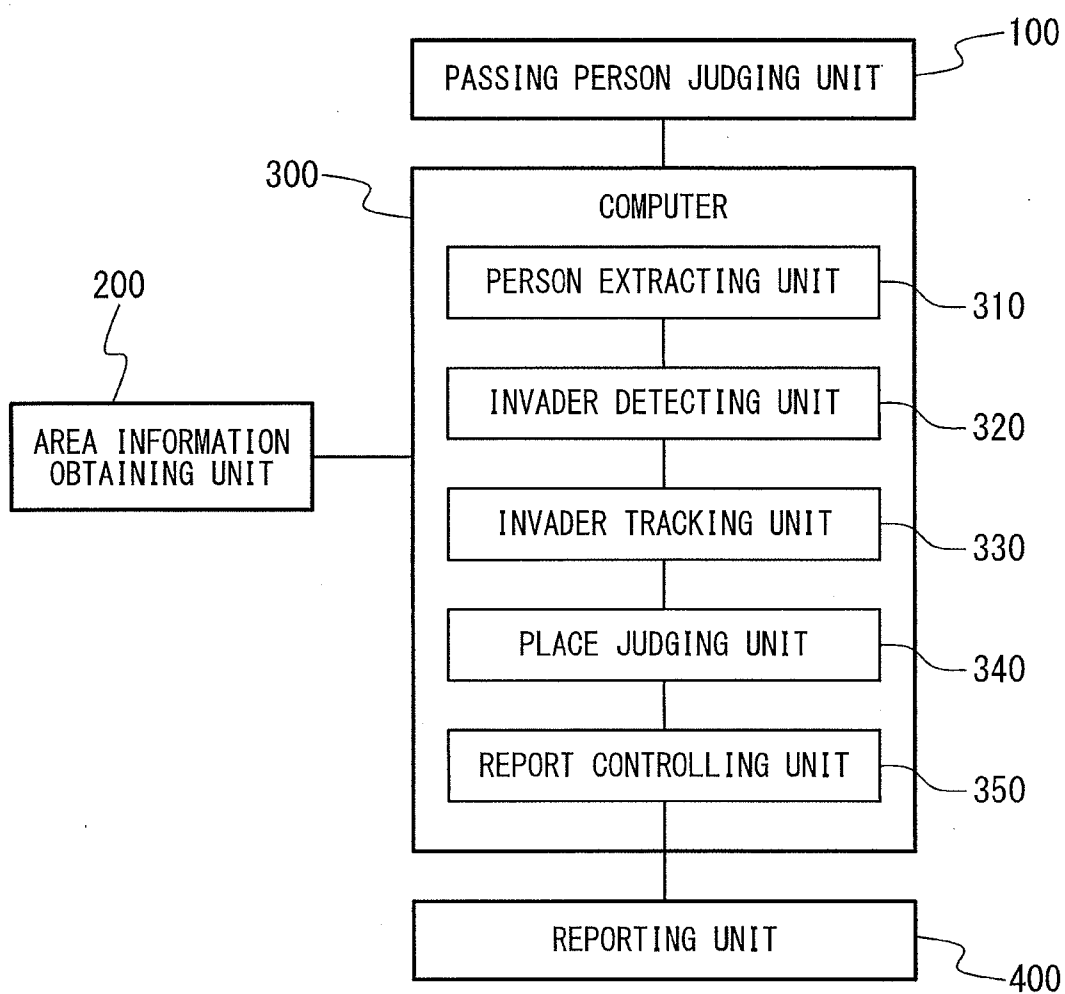 100
PASSING PERSON JUDGING UNIT
300
COMPUTER
PERSON EXTRACTING UNIT
310
200
INVADER DETECTING UNIT
320
AREA INFORMATION
OBTAINING UNIT
INVADER TRACKING UNIT
330
PLACE JUDGING UNIT
340
REPORT CONTROLLING UNIT
350
REPORTING UNIT
400